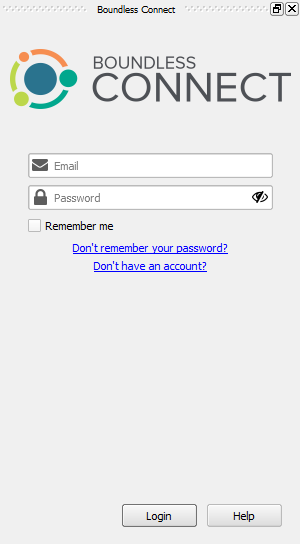 Boundless Connect
BOUNDLESS
CONNECT
Email
Password
Remember me
Don't remember your password?
Don't have an account?
Login
Help